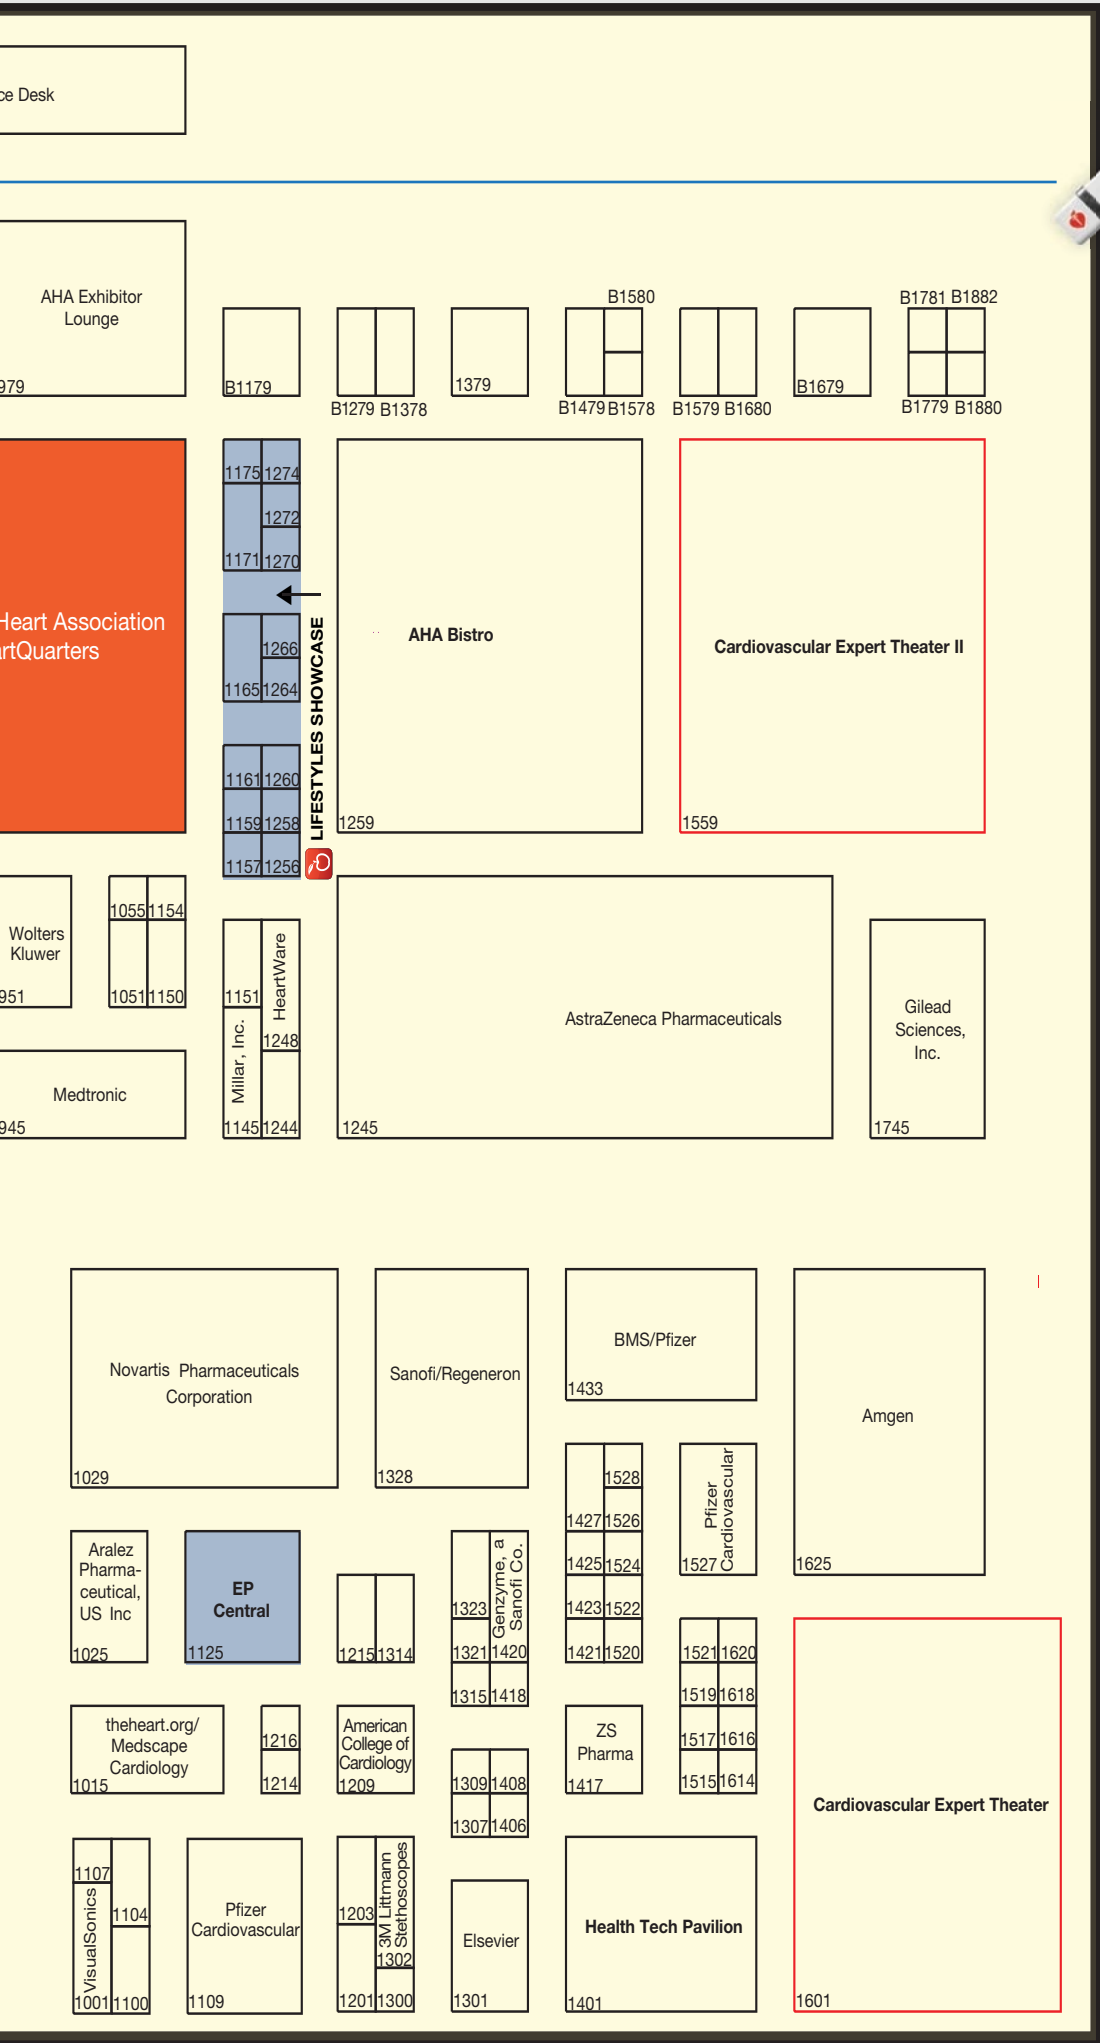 ce Desk
AHA Exhibitor
Lounge
979
B1179
B1279 B1378
1379
B1580
B1479 B1578
B1579 B1680
B1679
B1781 B1882
B1779 B1880
Heart Association
artQuarters
1175 1274
1272
1171 1270
1266
1165 1264
1161 1260
1159 1258
1157 1256
LIFESTYLES SHOWCASE
AHA Bistro
1259
Cardiovascular Expert Theater II
1559
Wolters
Kluwer
951
1055 1154
1051 1150
Medtronic
945
1151
HeartWare
1248
Millar, Inc.
1145 1244
AstraZeneca Pharmaceuticals
1245
Gilead
Sciences,
Inc.
1745
Novartis Pharmaceuticals
Corporation
1029
Sanofi/Regeneron
1328
BMS/Pfizer
1433
Amgen
1625
Aralez
Pharma-
ceutical,
US Inc
1025
EP
Central
1125
1215 1314
1323
Genzyme, a
Sanofi Co.
1321 1420
1315 1418
1528
1427 1526
1425 1524
1423 1522
1421 1520
Pfizer
Cardiovascular
1527
1521 1620
1519 1618
1517 1616
1515 1614
theheart.org/
Medscape
Cardiology
1015
1216
1214
American
College of
Cardiology
1209
1309 1408
1307 1406
ZS
Pharma
1417
Cardiovascular Expert Theater
1601
1107
VisualSonics
1104
1001 1100
Pfizer
Cardiovascular
1109
1203
3M Littmann
Stethoscopes
1302
1201 1300
Elsevier
1301
Health Tech Pavilion
1401